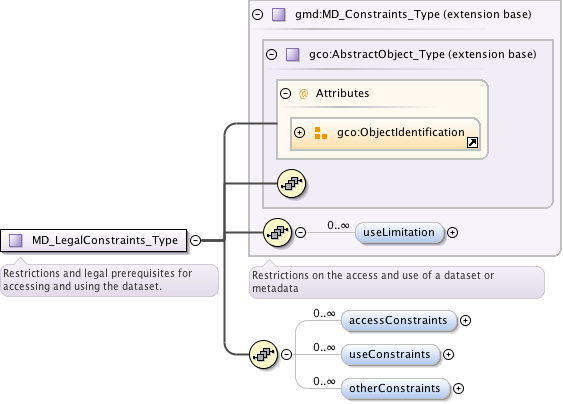 gmd:MD_Constraints_Type (extension base)
gco:AbstractObject_Type (extension base)
@ Attributes
gco:ObjectIdentification
0..∞
useLimitation
MD_LegalConstraints_Type
Restrictions and legal prerequisites for
accessing and using the dataset.
Restrictions on the access and use of a dataset or
metadata
0..∞
accessConstraints
0..∞
useConstraints
0..∞
otherConstraints